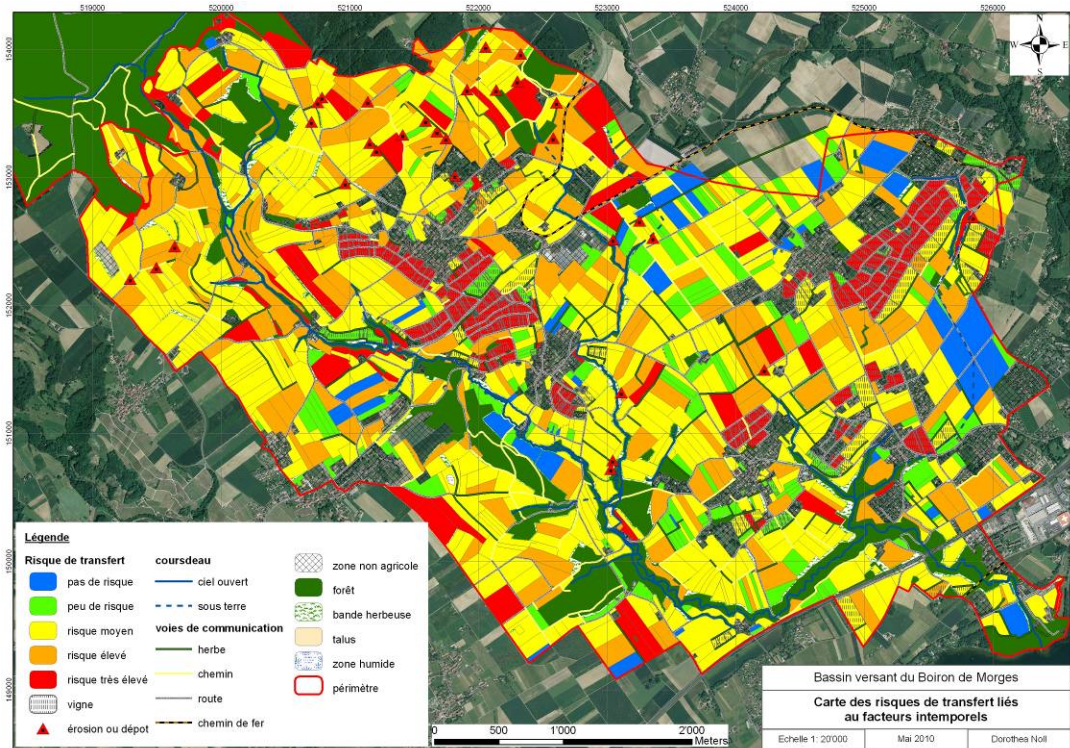 519000 520000 521000 522000 523000 524000 525000 526000
N
W E
S
154000
153000
152000
151000
150000
149000
Légende
Risque de transfert
pas de risque
peu de risque
risque moyen
risque élevé
risque très élevé
vigne
érosion ou dépôt
coursdeau
ciel ouvert
sous terre
voies de communication
herbe
chemin
route
chemin de fer
zone non agricole
forêt
bande herbeuse
talus
zone humide
périmètre
0 500 1'000 2'000
Meters
Bassin versant du Boiron de Morges
Carte des risques de transfert liés
au facteurs intemporels
Echelle 1: 20'000 Mai 2010 Dorothea Noll